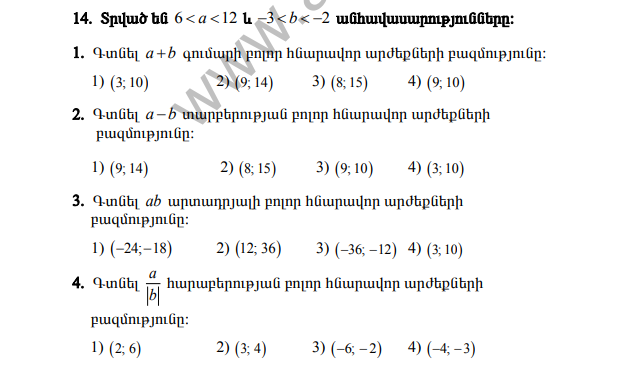 14. Տրված են 6 < a < 12 և –3 < b < –2 անհավասարությունները:
1. Գտնել a + b գումարի բոլոր հնարավոր արժեքների բազմությունը:
1) (3; 10) 2) (9; 14) 3) (8; 15) 4) (9; 10)
2. Գտնել a – b տարբերության բոլոր հնարավոր արժեքների
բազմությունը:
1) (9; 14) 2) (8; 15) 3) (9; 10) 4) (3; 10)
3. Գտնել ab արտադրյալի բոլոր հնարավոր արժեքների
բազմությունը:
1) (–24; –18) 2) (12; 36) 3) (–36; –12) 4) (3; 10)
4. Գտնել a/|b| հարաբերության բոլոր հնարավոր արժեքների
բազմությունը:
1) (2; 6) 2) (3; 4) 3) (–6; –2) 4) (–4; –3)
www.